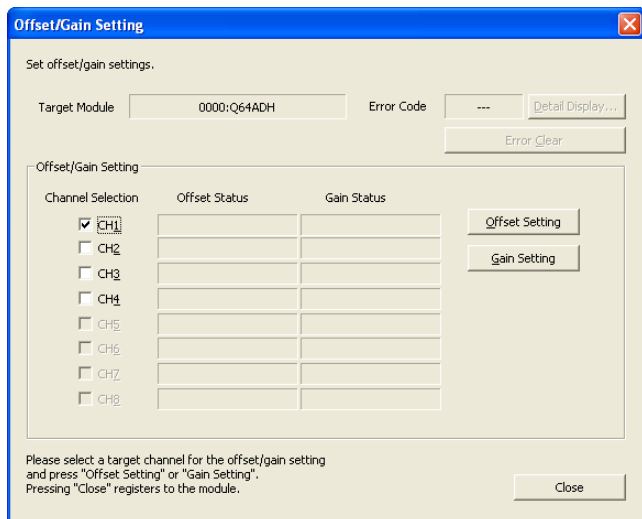 Offset/Gain Setting
Set offset/gain settings.
Target Module 0000:Q64ADH Error Code --- Detail Display...
Error Clear
Offset/Gain Setting
Channel Selection Offset Status Gain Status
CH1 Offset Setting
CH2
Gain Setting
CH3
CH4
CH5
CH6
CH7
CH8
Please select a target channel for the offset/gain setting
and press "Offset Setting" or "Gain Setting".
Pressing "Close" registers to the module.
Close